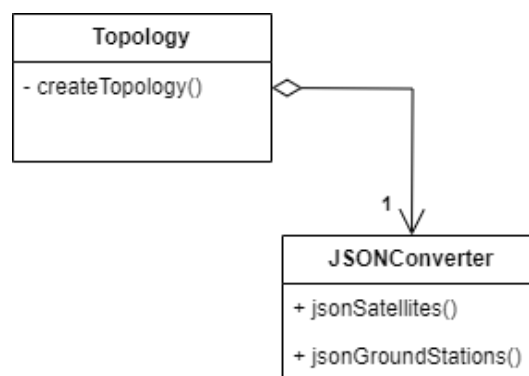 Topology
- createTopology()
1
JSONConverter
+ jsonSatellites()
+ jsonGroundStations()